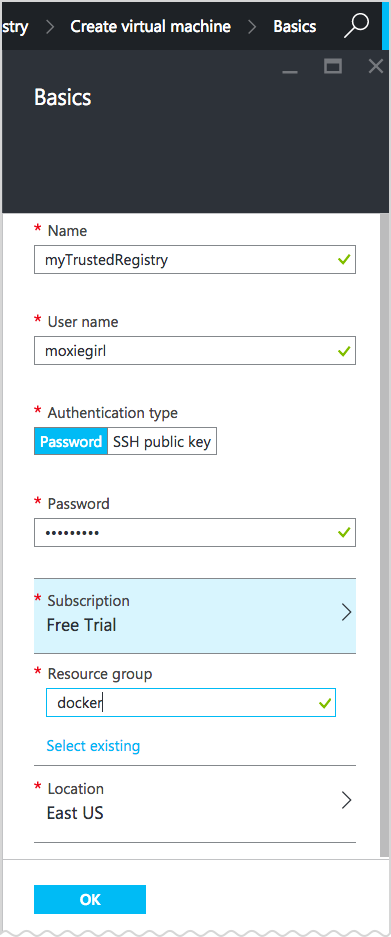 stry > Create virtual machine > Basics
Basics
* Name
myTrustedRegistry
* User name
moxiegirl
* Authentication type
Password SSH public key
* Password
•••••••••
* Subscription
Free Trial
* Resource group
docker
Select existing
* Location
East US
OK